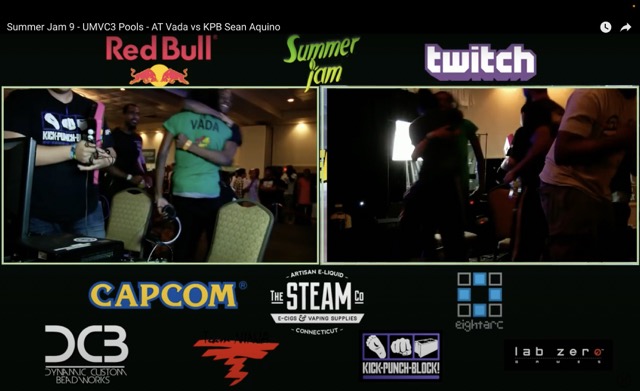 Summer Jam 9 - UMVC3 Pools - AT Vada vs KPB Sean Aquino
Red Bull
Summer
jam
twitch
KICK-PUNCH-BLOCK!
VADA
CAPCOM
ARTISAN E-LIQUID
THE STEAM Co
E-CIGS & VAPING SUPPLIES
CONNECTICUT
eightarc
DYNAMIC CUSTOM
BEADWORKS
KICK-PUNCH-BLOCK!
lab zero
games